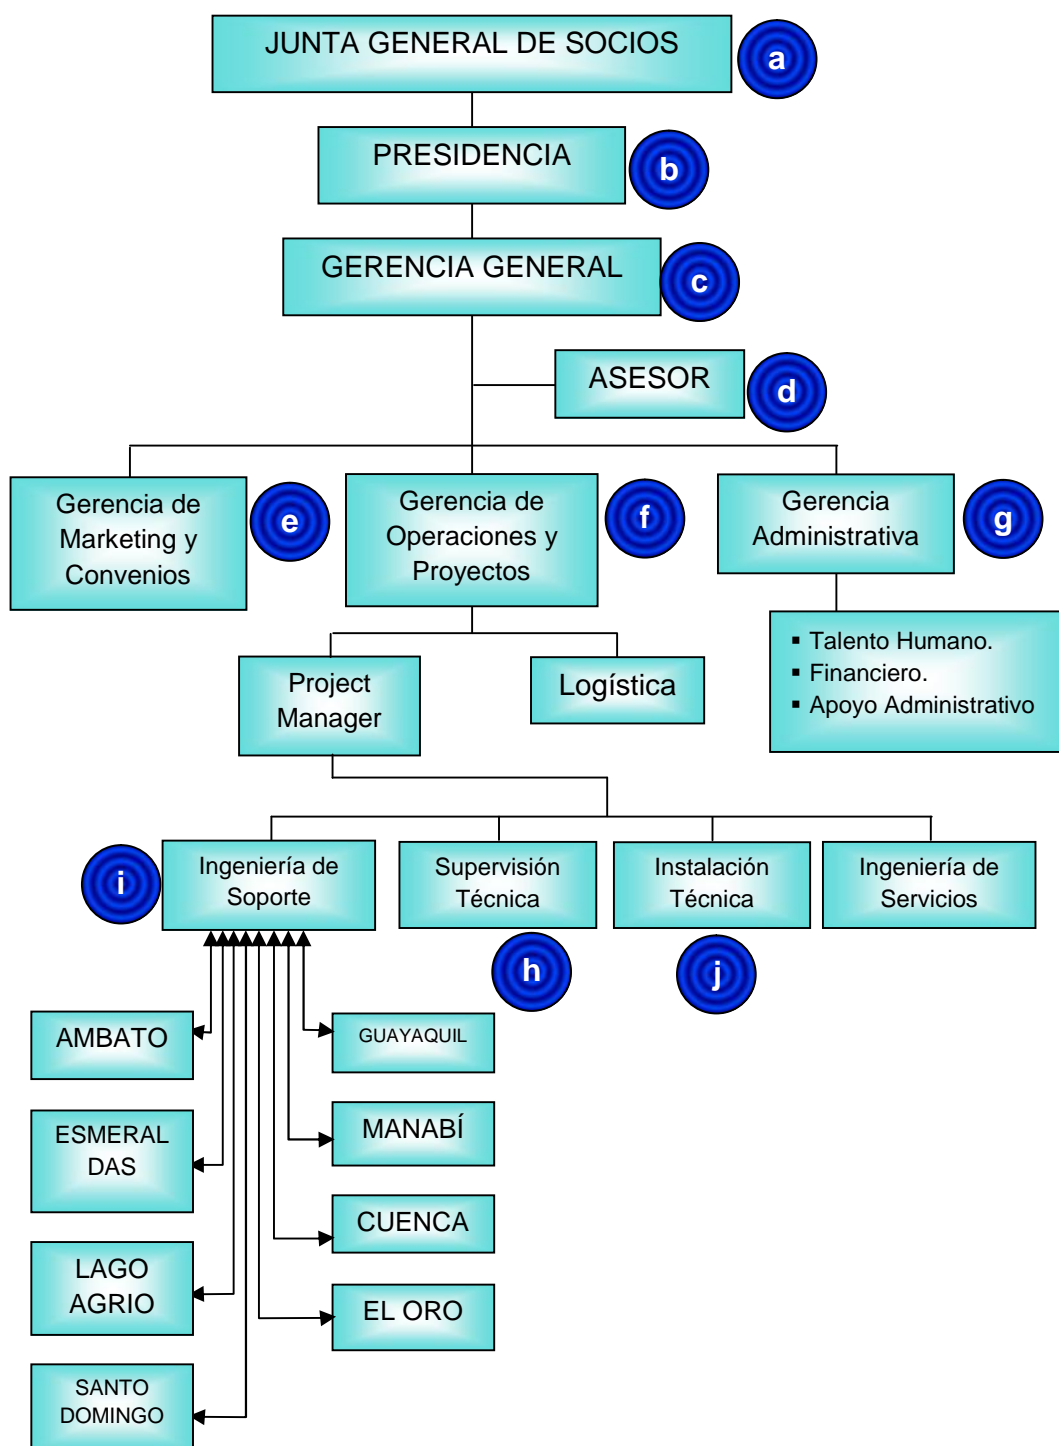 JUNTA GENERAL DE SOCIOS
a
PRESIDENCIA
b
GERENCIA GENERAL
c
ASESOR
d
Gerencia de
Marketing y
Convenios
e
Gerencia de
Operaciones y
Proyectos
f
Gerencia
Administrativa
g
Project
Manager
Logística
▪ Talento Humano.
▪ Financiero.
▪ Apoyo Administrativo
i
Ingeniería de
Soporte
Supervisión
Técnica
Instalación
Técnica
Ingeniería de
Servicios
h
j
AMBATO
GUAYAQUIL
ESMERAL
DAS
MANABÍ
CUENCA
LAGO
AGRIO
EL ORO
SANTO
DOMINGO